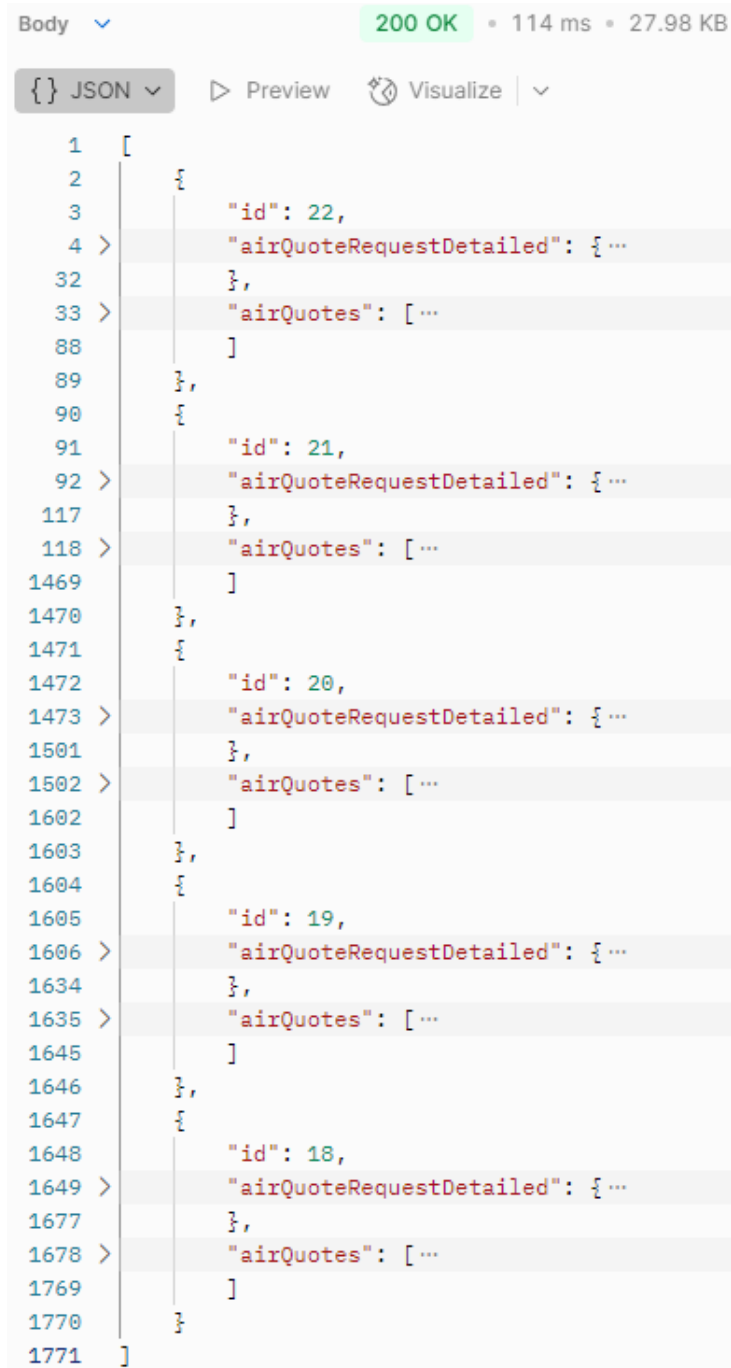 Body 200 OK • 114 ms • 27.98 KB
{} JSON Preview Visualize
1 [
2 {
3 "id": 22,
4 > "airQuoteRequestDetailed": {…
32 },
33 > "airQuotes": […
88 ]
89 },
90 {
91 "id": 21,
92 > "airQuoteRequestDetailed": {…
117 },
118 > "airQuotes": […
1469 ]
1470 },
1471 {
1472 "id": 20,
1473 > "airQuoteRequestDetailed": {…
1501 },
1502 > "airQuotes": […
1602 ]
1603 },
1604 {
1605 "id": 19,
1606 > "airQuoteRequestDetailed": {…
1634 },
1635 > "airQuotes": […
1645 ]
1646 },
1647 {
1648 "id": 18,
1649 > "airQuoteRequestDetailed": {…
1677 },
1678 > "airQuotes": […
1769 ]
1770 }
1771 ]